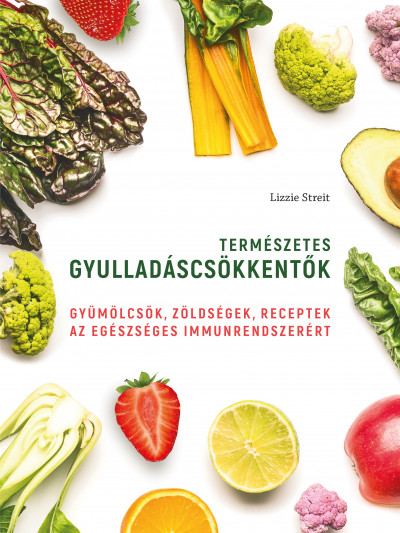 Lizzie Streit
TERMÉSZETES
GYULLADÁSCSÖKKENTŐK
GYÜMÖLCSÖK, ZÖLDSÉGEK, RECEPTEK
AZ EGÉSZSÉGES IMMUNRENDSZERÉRT